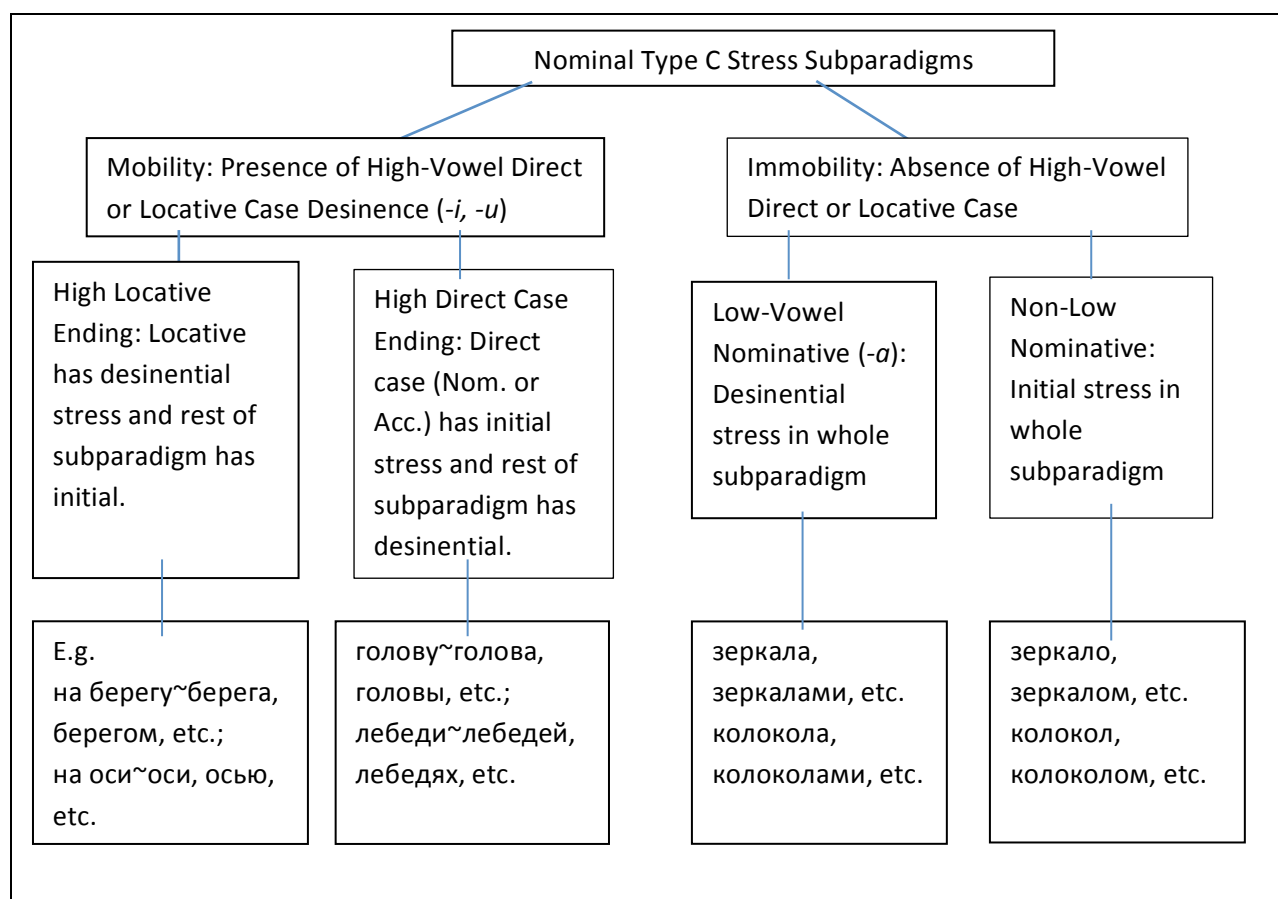 Nominal Type C Stress Subparadigms
Mobility: Presence of High-Vowel Direct
or Locative Case Desinence (-i, -u)
Immobility: Absence of High-Vowel
Direct or Locative Case
High Locative
Ending: Locative
has desinential
stress and rest of
subparadigm has
initial.
High Direct Case
Ending: Direct
case (Nom. or
Acc.) has initial
stress and rest of
subparadigm has
desinential.
Low-Vowel
Nominative (-a):
Desinential
stress in whole
subparadigm
Non-Low
Nominative:
Initial stress in
whole
subparadigm
E.g.
на берегу~берега,
берегом, etc.;
на оси~оси, осью,
etc.
голову~голова,
головы, etc.;
лебеди~лебедей,
лебедях, etc.
зеркала,
зеркалами, etc.
колокола,
колоколами, etc.
зеркало,
зеркалом, etc.
колокол,
колоколом, etc.